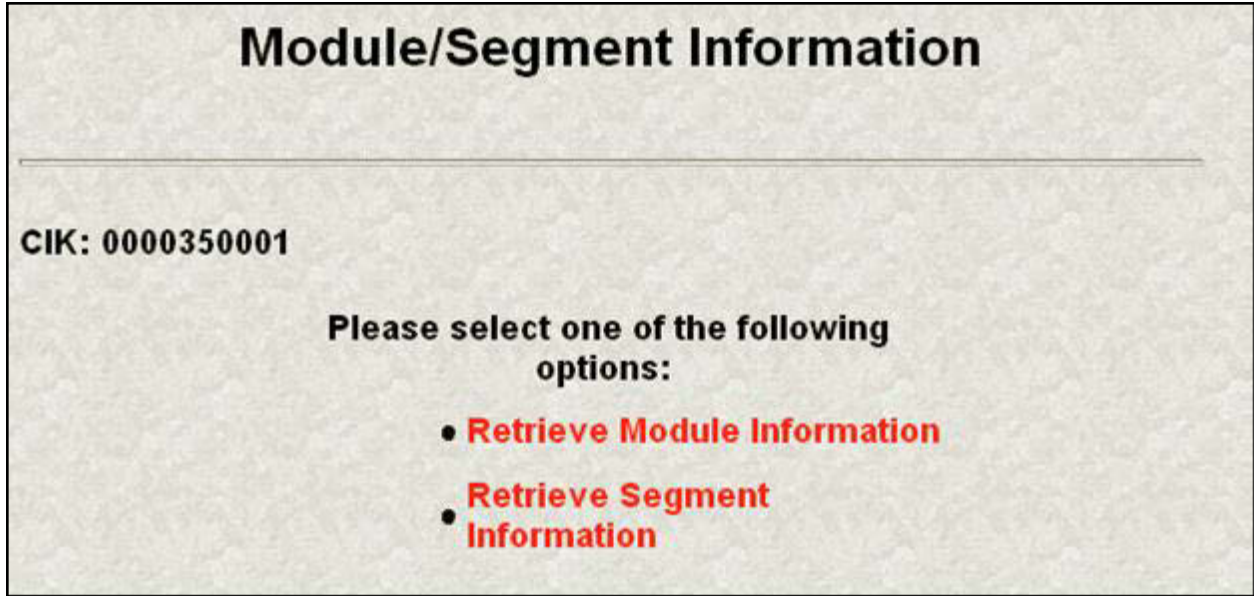 Module/Segment Information
CIK: 0000350001
Please select one of the following
options:
Retrieve Module Information
Retrieve Segment
Information